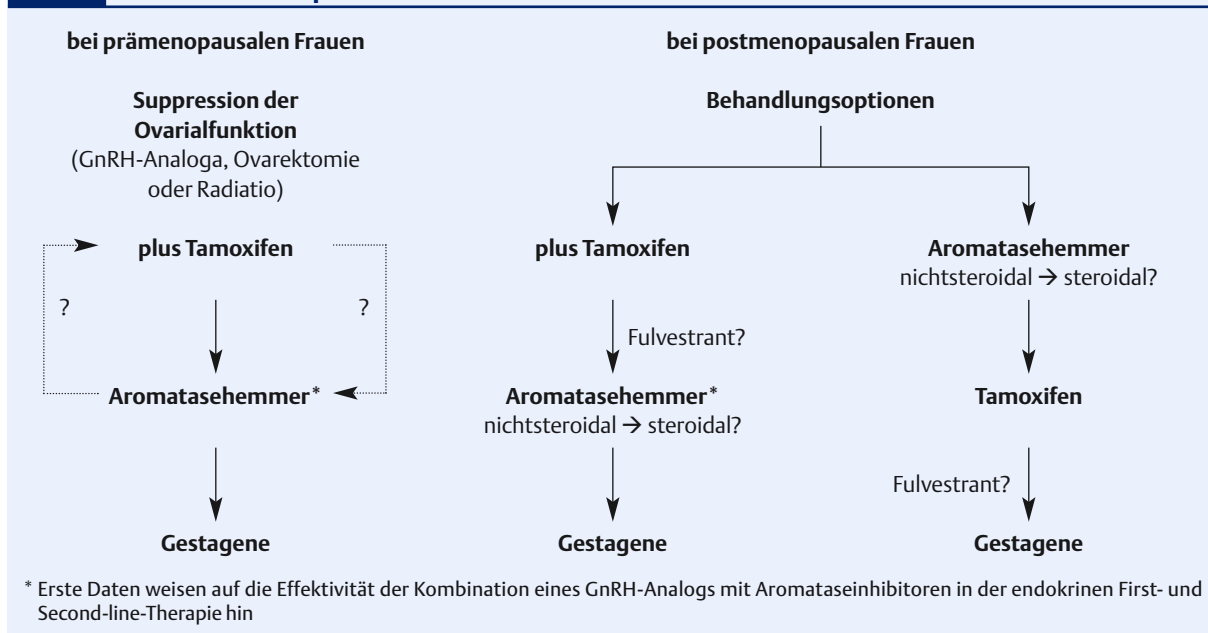 bei prämenopausalen Frauen
Suppression der
Ovarialfunktion
(GnRH-Analoga, Ovarektomie
oder Radiatio)
plus Tamoxifen
?
?
Aromatasehemmer*
Gestagene
bei postmenopausalen Frauen
Behandlungsoptionen
plus Tamoxifen
Fulvestrant?
Aromatasehemmer*
nichtsteroidal → steroidal?
Gestagene
Aromatasehemmer
nichtsteroidal → steroidal?
Tamoxifen
Fulvestrant?
Gestagene
* Erste Daten weisen auf die Effektivität der Kombination eines GnRH-Analogs mit Aromataseinhibitoren in der endokrinen First- und
Second-line-Therapie hin